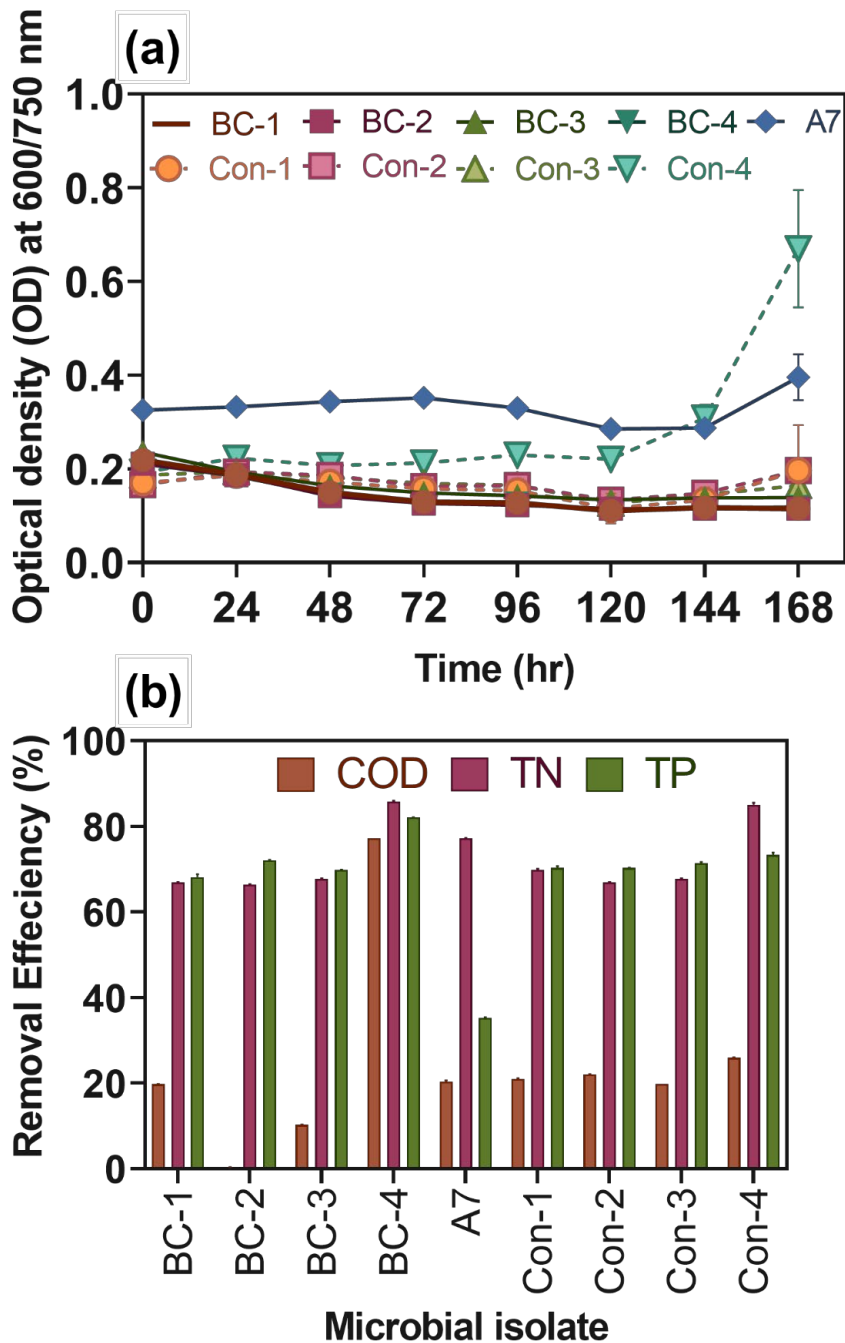 (a)
Optical density (OD) at 600/750 nm
1.0
0.8
0.6
0.4
0.2
0.0
BC-1 BC-2 BC-3 BC-4 A7
Con-1 Con-2 Con-3 Con-4
0 24 48 72 96 120 144 168
Time (hr)
(b)
Removal Effeciency (%)
100
80
60
40
20
0
COD TN TP
BC-1 BC-2 BC-3 BC-4 A7 Con-1 Con-2 Con-3 Con-4
Microbial isolate